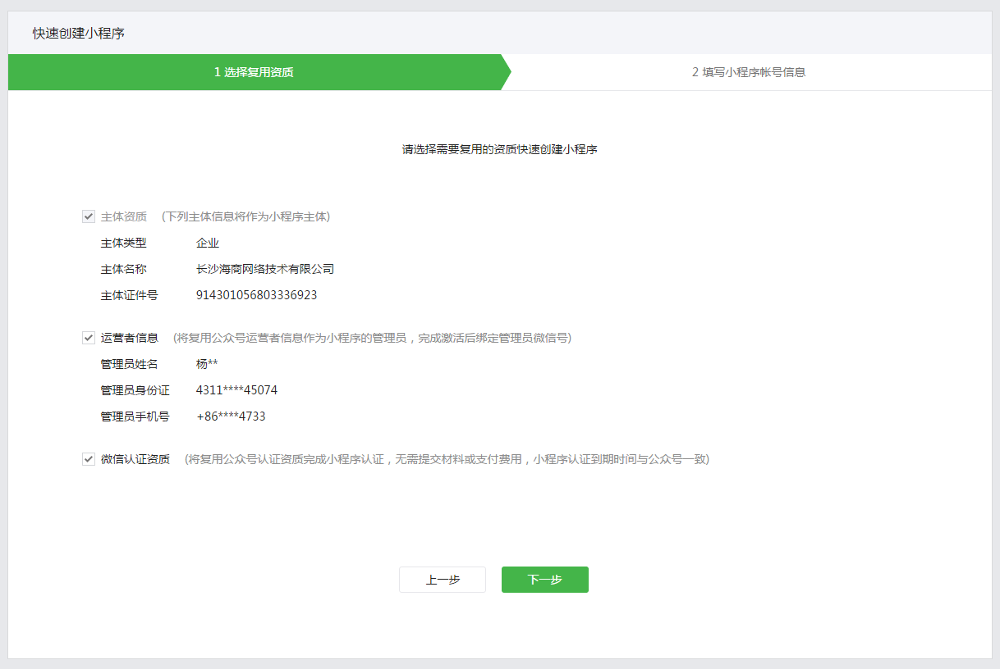 快速创建小程序
1 选择复用资质
2 填写小程序帐号信息
请选择需要复用的资质快速创建小程序
主体资质 (下列主体信息将作为小程序主体)
主体类型 企业
主体名称 长沙海商网络技术有限公司
主体证件号 914301056803336923
运营者信息 (将复用公众号运营者信息作为小程序的管理员，完成激活后绑定管理员微信号)
管理员姓名 杨**
管理员身份证 4311****45074
管理员手机号 +86****4733
微信认证资质 (将复用公众号认证资质完成小程序认证，无需提交材料或支付费用，小程序认证到期时间与公众号一致)
上一步 下一步